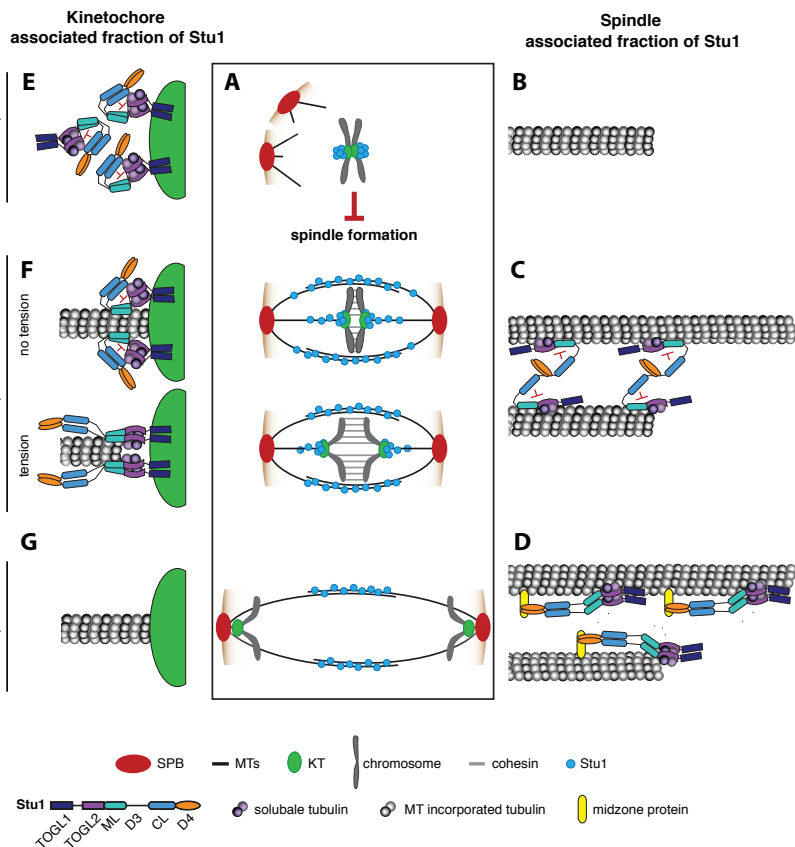 Kinetochore
associated fraction of Stu1
Spindle
associated fraction of Stu1
E
A
B
spindle formation
F
C
no tension
tension
G
D
SPB
MTs
KT
chromosome
cohesin
Stu1
Stu1
TOGL1
TOGL2
ML
D3
CL
D4
solubale tubulin
MT incorporated tubulin
midzone protein